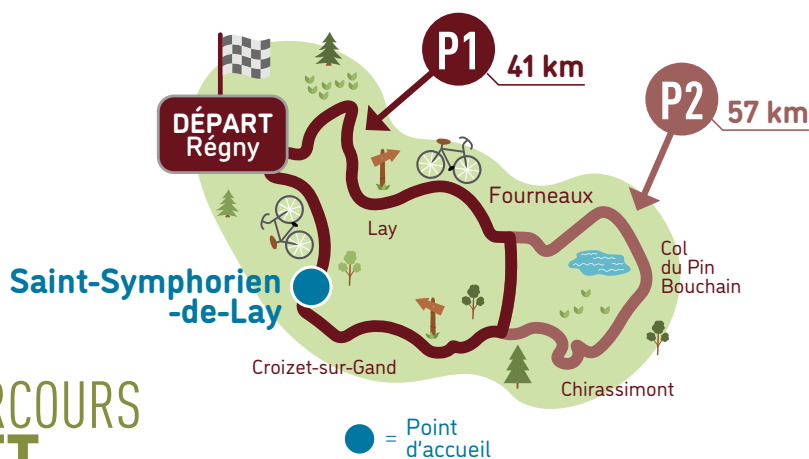 P1
41 km
P2
57 km
DÉPART
Régny
Fourneaux
Lay
Col
du Pin
Bouchain
Saint-Symphorien
-de-Lay
Croizet-sur-Gand
Chirassimont
RCOURS
= Point
d'accueil